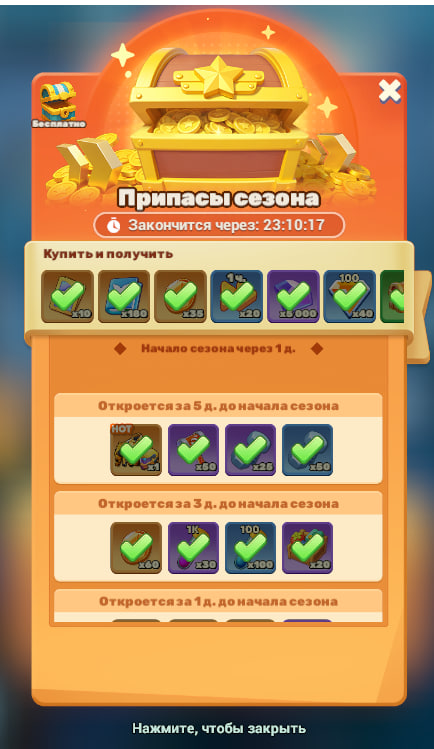 Бесплатно
Припасы сезона
Закончится через: 23:10:17
Купить и получить
x10
x180
x35
1ч.
x20
x5 000
100
x40
Начало сезона через 1 д.
Откроется за 5 д. до начала сезона
HOT
x1
x50
x25
x50
Откроется за 3 д. до начала сезона
x60
1K
x30
100
x100
x20
Откроется за 1 д. до начала сезона
Нажмите, чтобы закрыть